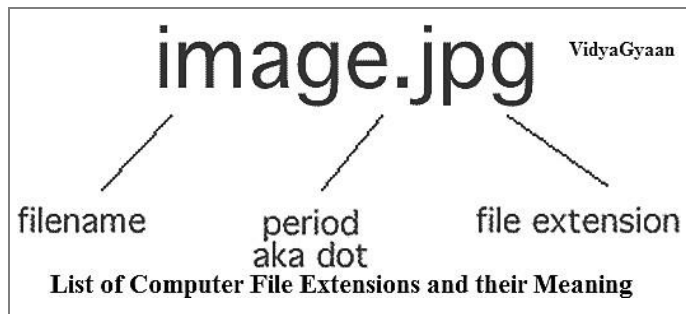 image.jpg
VidyaGyaan
filename
period
aka dot
file extension
List of Computer File Extensions and their Meaning